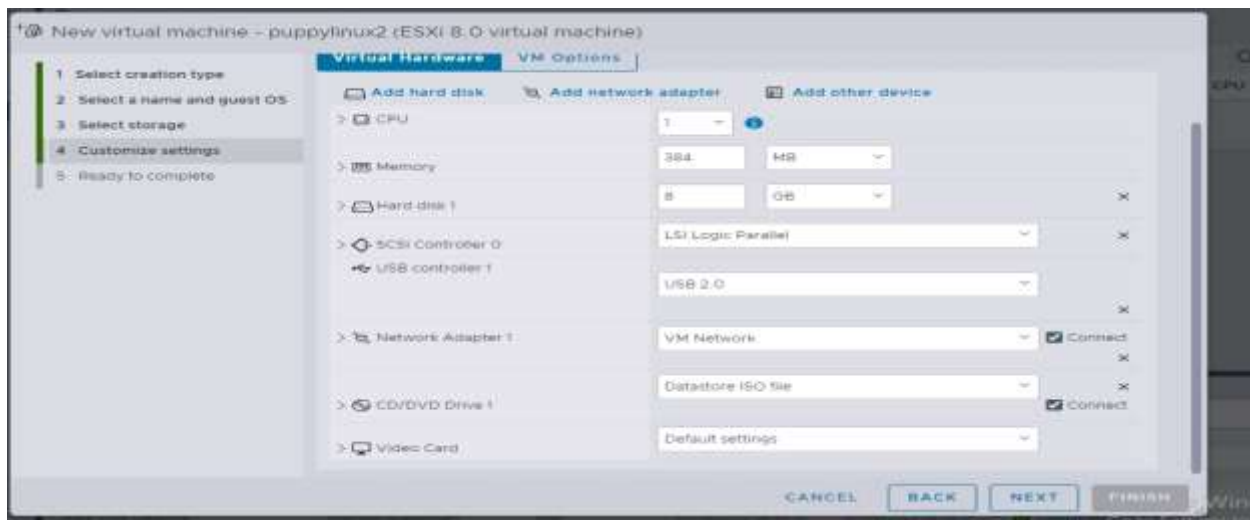 New virtual machine - puppylinux2 (ESXi 8.0 virtual machine)
1 Select creation type
2 Select a name and guest OS
3 Select storage
4 Customize settings
5 Ready to complete
Virtual Hardware VM Options
Add hard disk Add network adapter Add other device
CPU 1
Memory 384 MB
Hard disk 1 8 GB
SCSI Controller 0 LSI Logic Parallel
USB controller 1 USB 2.0
Network Adapter 1 VM Network Connect
CD/DVD Drive 1 Datastore ISO file Connect
Video Card Default settings
CANCEL BACK NEXT FINISH
CPU
Win